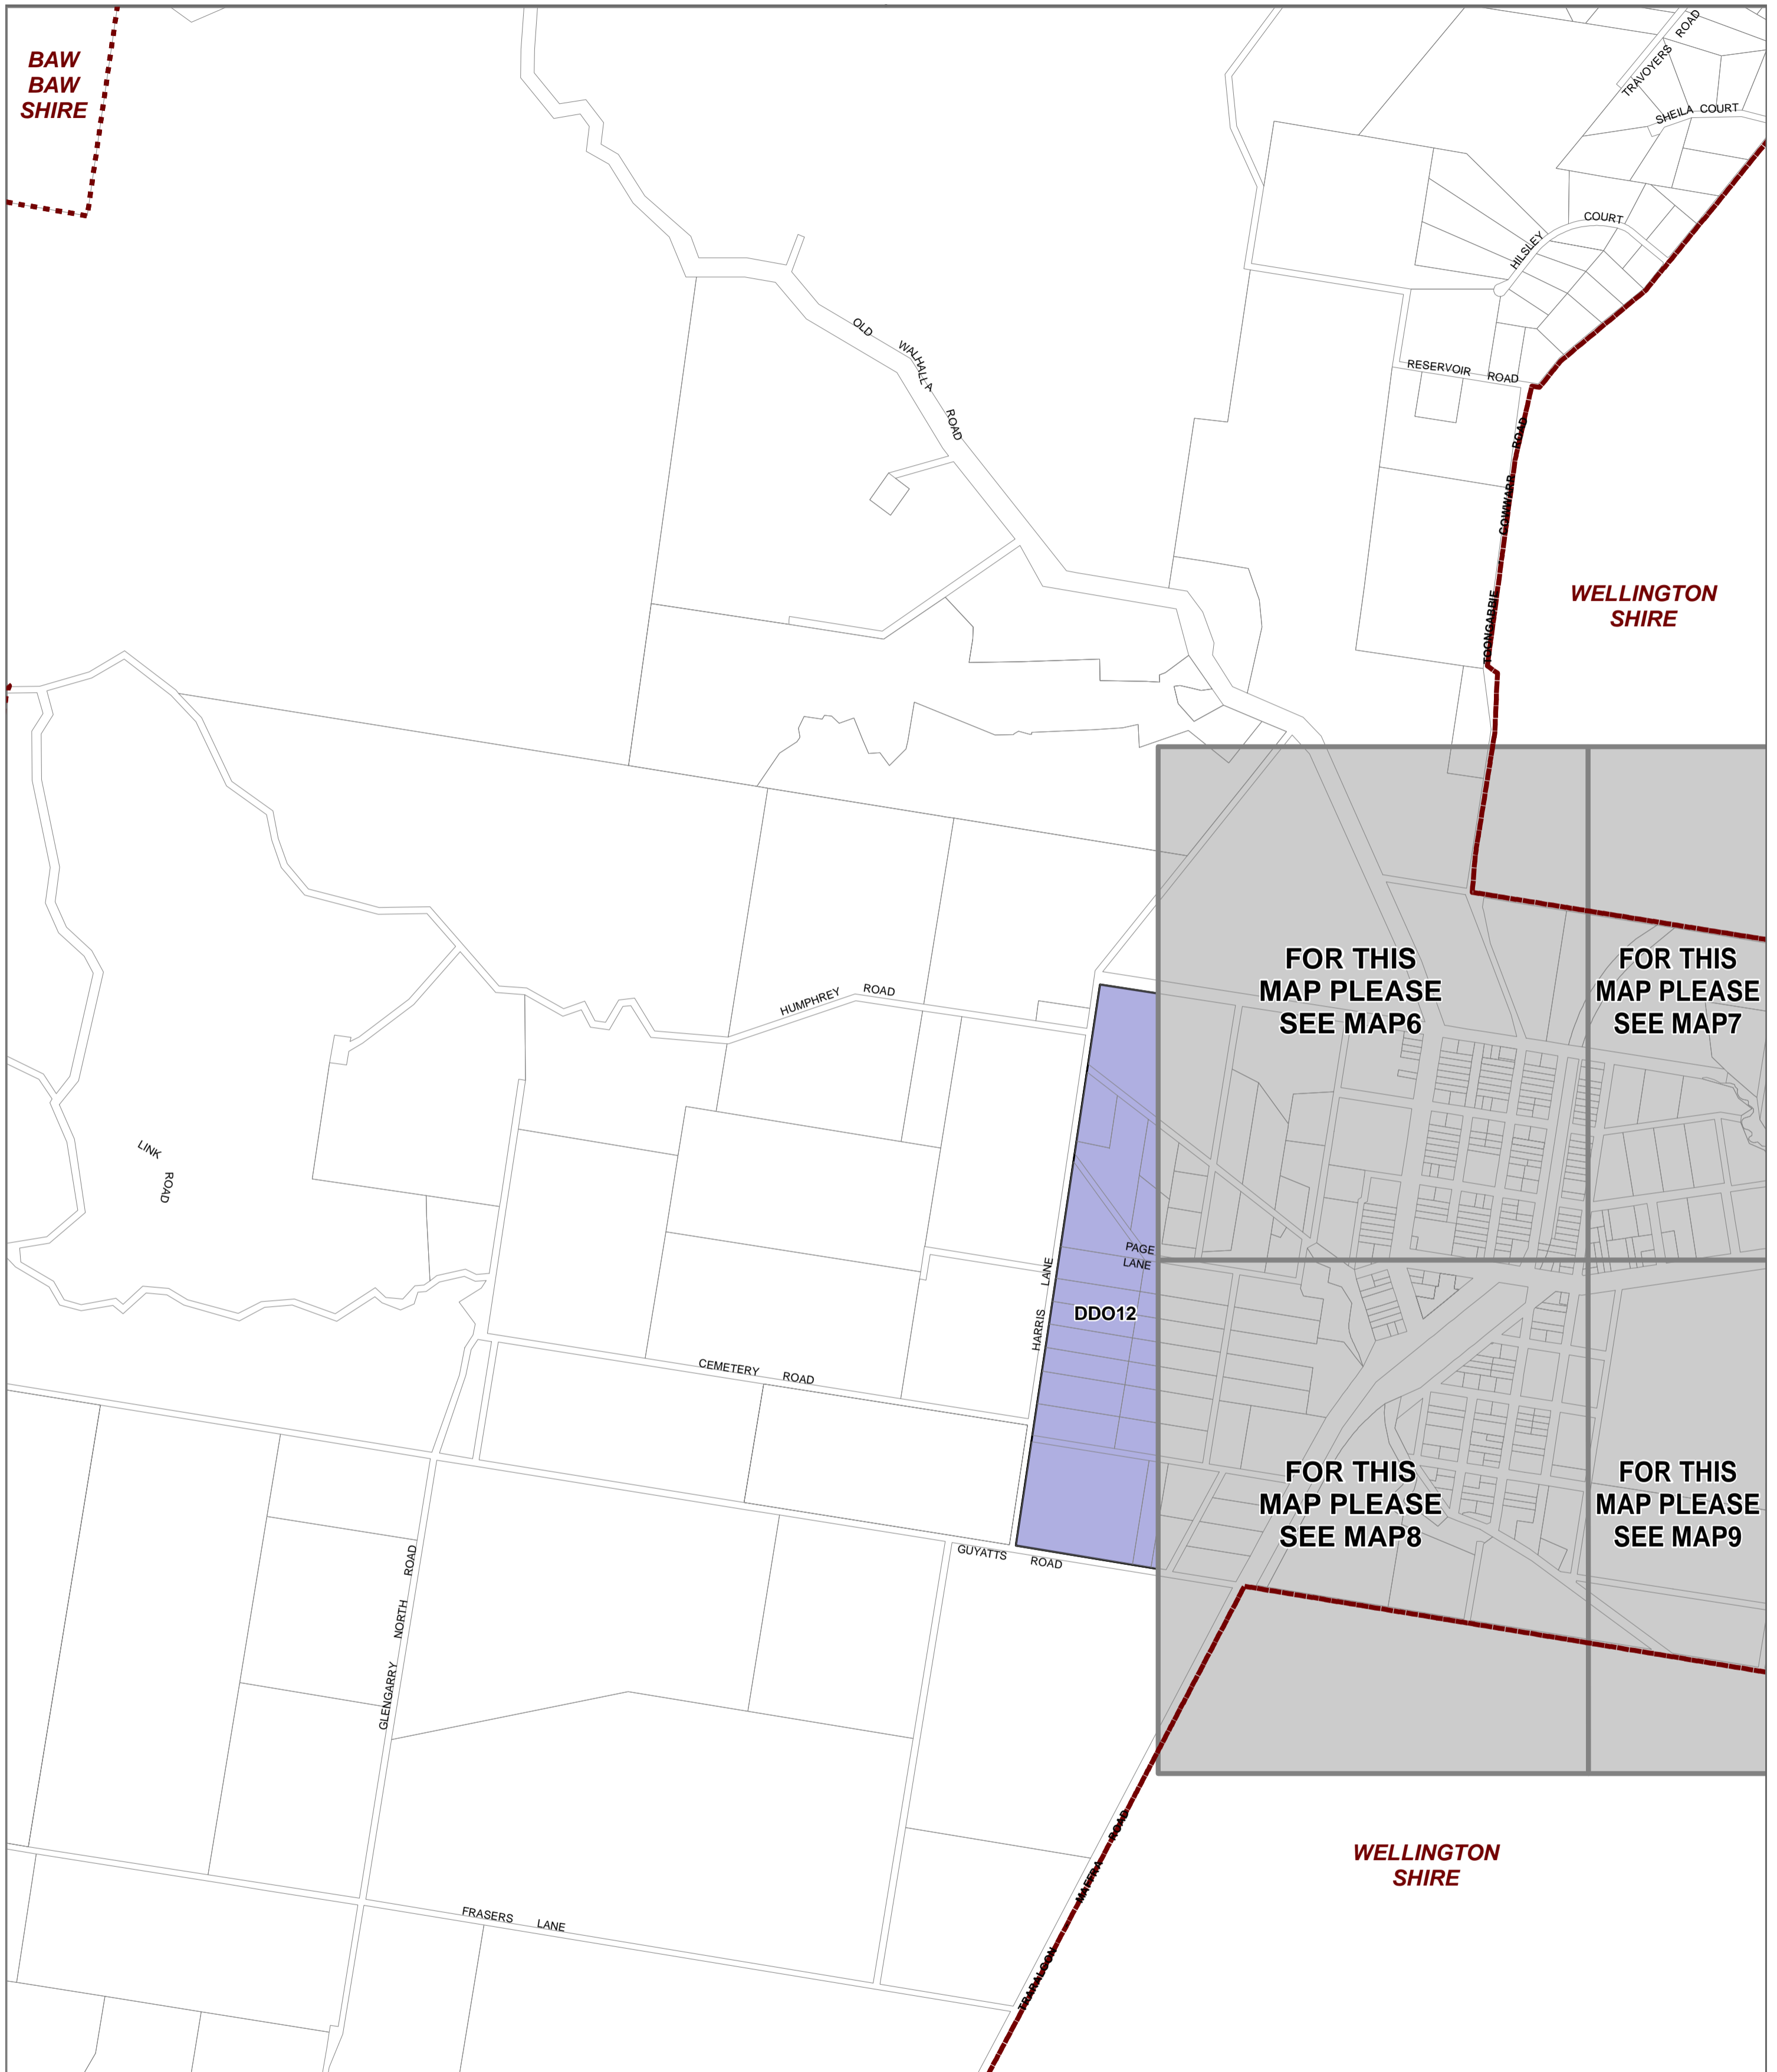 BAW
BAW
SHIRE
TRAVOYERS ROAD
SHEILA COURT
HILSLEY COURT
OLD WALHALLA ROAD
RESERVOIR ROAD
TOONGABBIE COWWARR ROAD
WELLINGTON
SHIRE
FOR THIS
MAP PLEASE
SEE MAP6
FOR THIS
MAP PLEASE
SEE MAP7
HUMPHREY ROAD
LINK ROAD
PAGE
LANE
HARRIS LANE
DDO12
CEMETERY ROAD
FOR THIS
MAP PLEASE
SEE MAP8
FOR THIS
MAP PLEASE
SEE MAP9
GUYATTS ROAD
GLENGARRY NORTH ROAD
TRARALGON MAFFRA ROAD
WELLINGTON
SHIRE
FRASERS LANE